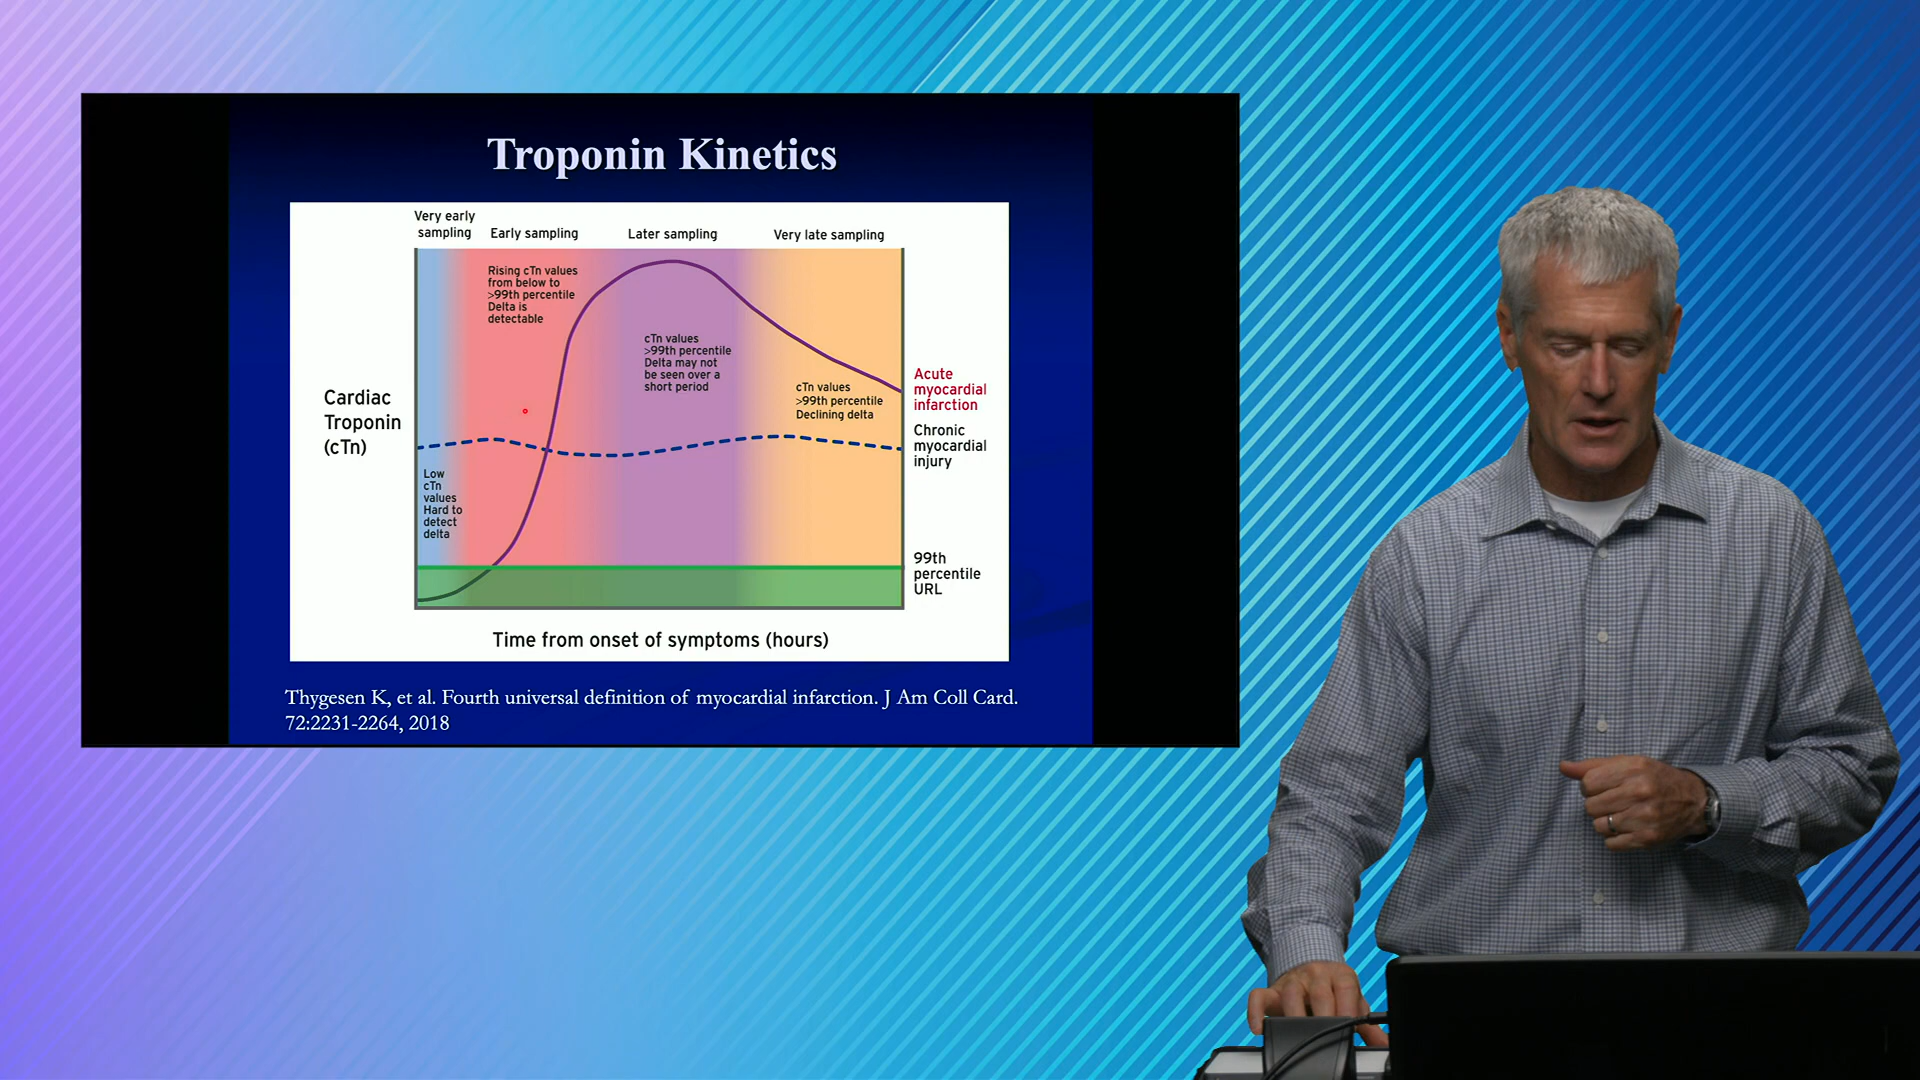 Troponin Kinetics
Very early
sampling
Early sampling
Later sampling
Very late sampling
Rising cTn values
from below to
>99th percentile
Delta is
detectable
cTn values
>99th percentile
Delta may not
be seen over a
short period
cTn values
>99th percentile
Declining delta
Low
cTn
values
Hard to
detect
delta
Cardiac
Troponin
(cTn)
Acute
myocardial
infarction
Chronic
myocardial
injury
99th
percentile
URL
Time from onset of symptoms (hours)
Thygesen K, et al. Fourth universal definition of myocardial infarction. J Am Coll Card.
72:2231-2264, 2018